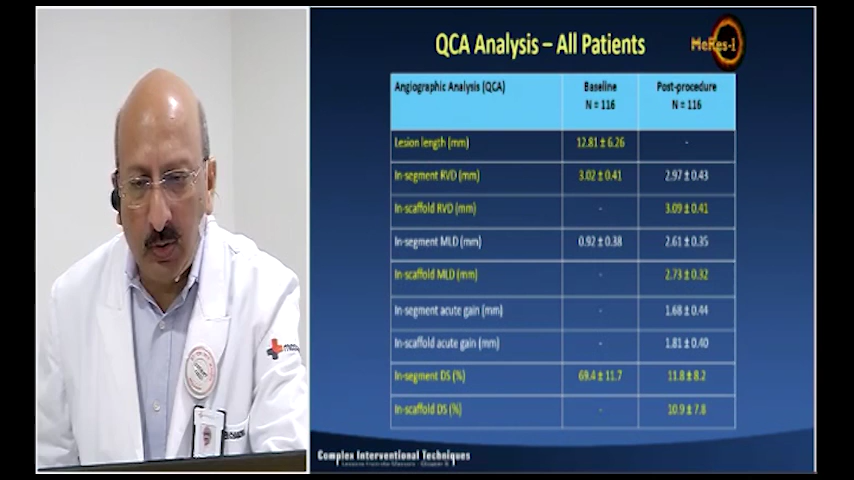 QCA Analysis – All Patients
MeRes-1
Angiographic Analysis (QCA) Baseline N = 116 Post-procedure N = 116
Lesion length (mm) 12.81 ± 6.26 -
In-segment RVD (mm) 3.02 ± 0.41 2.97 ± 0.43
In-scaffold RVD (mm) - 3.09 ± 0.41
In-segment MLD (mm) 0.92 ± 0.38 2.61 ± 0.35
In-scaffold MLD (mm) - 2.73 ± 0.32
In-segment acute gain (mm) - 1.68 ± 0.44
In-scaffold acute gain (mm) - 1.81 ± 0.40
In-segment DS (%) 69.4 ± 11.7 11.8 ± 8.2
In-scaffold DS (%) - 10.9 ± 7.8
Complex Interventional Techniques
Lessons from the Masters - Chapter